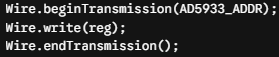 Wire.beginTransmission(AD5933_ADDR);
Wire.write(reg);
Wire.endTransmission();